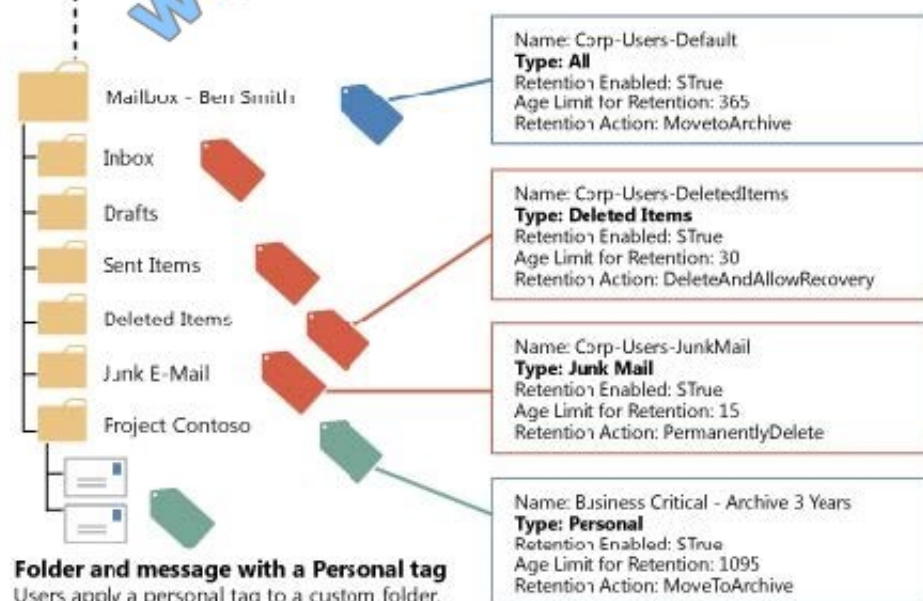 W
Mailbox - Ben Smith
Inbox
Drafts
Sent Items
Deleted Items
Junk E-Mail
Project Contoso
Name: Corp-Users-Default
Type: All
Retention Enabled: STrue
Age Limit for Retention: 365
Retention Action: MovetoArchive
Name: Corp-Users-DeletedItems
Type: Deleted Items
Retention Enabled: STrue
Age Limit for Retention: 30
Retention Action: DeleteAndAllowRecovery
Name: Corp-Users-JunkMail
Type: Junk Mail
Retention Enabled: STrue
Age Limit for Retention: 15
Retention Action: PermanentlyDelete
Name: Business Critical - Archive 3 Years
Type: Personal
Retention Enabled: STrue
Age Limit for Retention: 1095
Retention Action: MoveToArchive
Folder and message with a Personal tag
Users apply a personal tag to a custom folder.